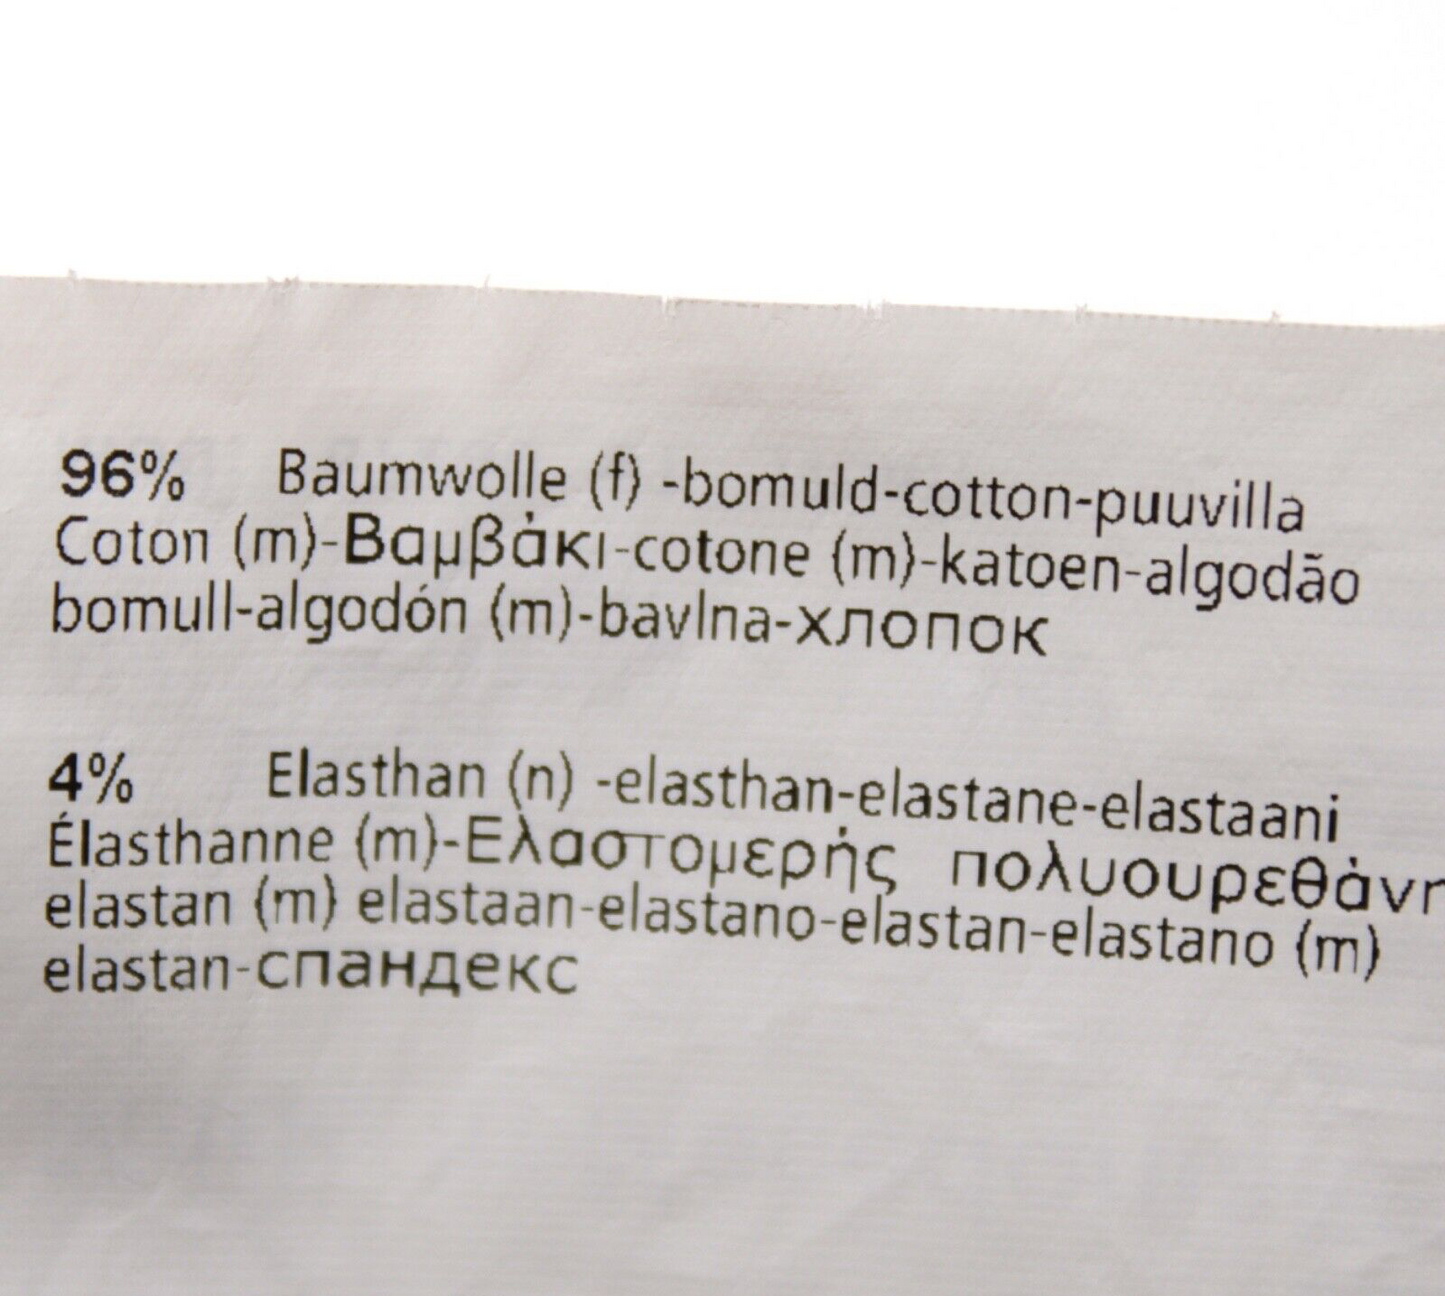 96% Baumwolle (f) -bomuld-cotton-puuvilla
Coton (m)-Βαμβάκι-cotone (m)-katoen-algodão
bomull-algodón (m)-bavlna-хлопок
4% Elasthan (n) -elasthan-elastane-elastaani
Élasthanne (m)-Ελαστομερής πολυουρεθάνη
elastan (m) elastaan-elastano-elastan-elastano (m)
elastan-спандекс